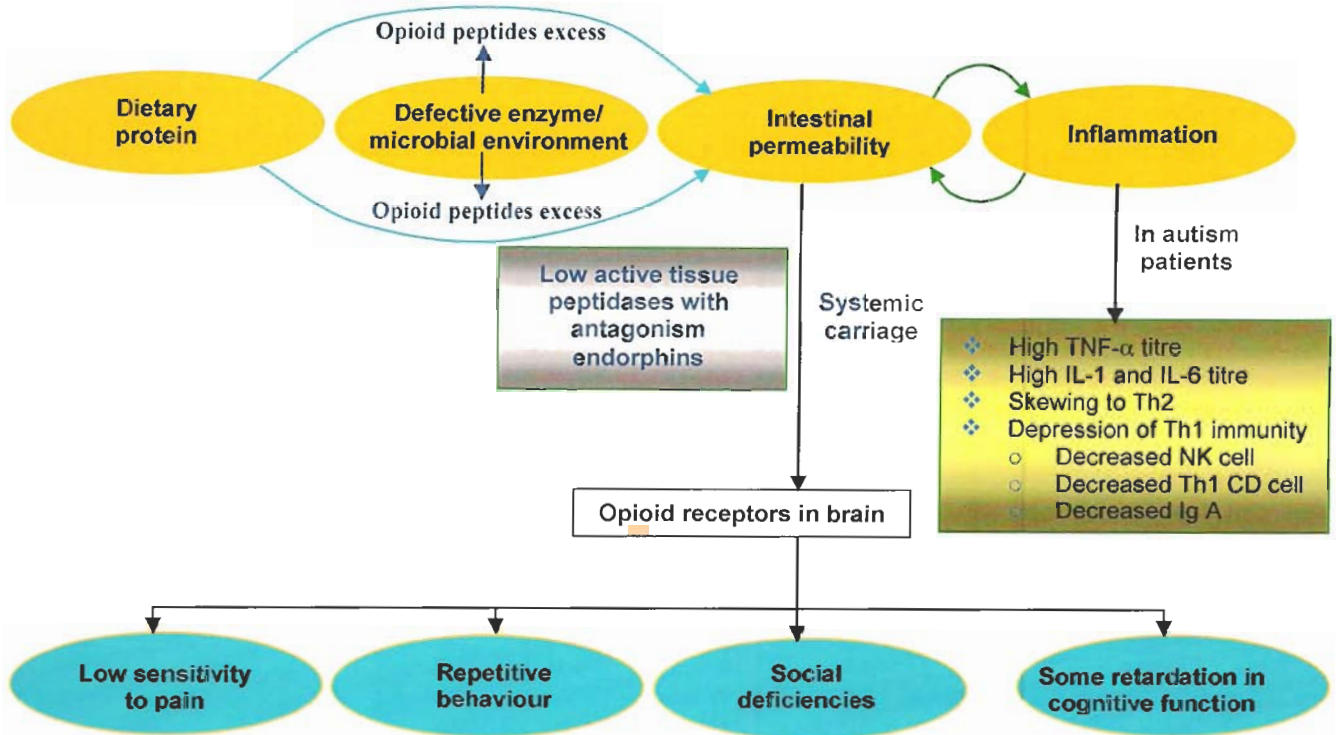 Opioid peptides excess
Dietary
protein
Defective enzyme/
microbial environment
Intestinal
permeability
Inflammation
Opioid peptides excess
Low active tissue
peptidases with
antagonism
endorphins
Systemic
carriage
In autism
patients
❖ High TNF-α titre
❖ High IL-1 and IL-6 titre
❖ Skewing to Th2
❖ Depression of Th1 immunity
○ Decreased NK cell
○ Decreased Th1 CD cell
○ Decreased Ig A
Opioid receptors in brain
Low sensitivity
to pain
Repetitive
behaviour
Social
deficiencies
Some retardation in
cognitive function